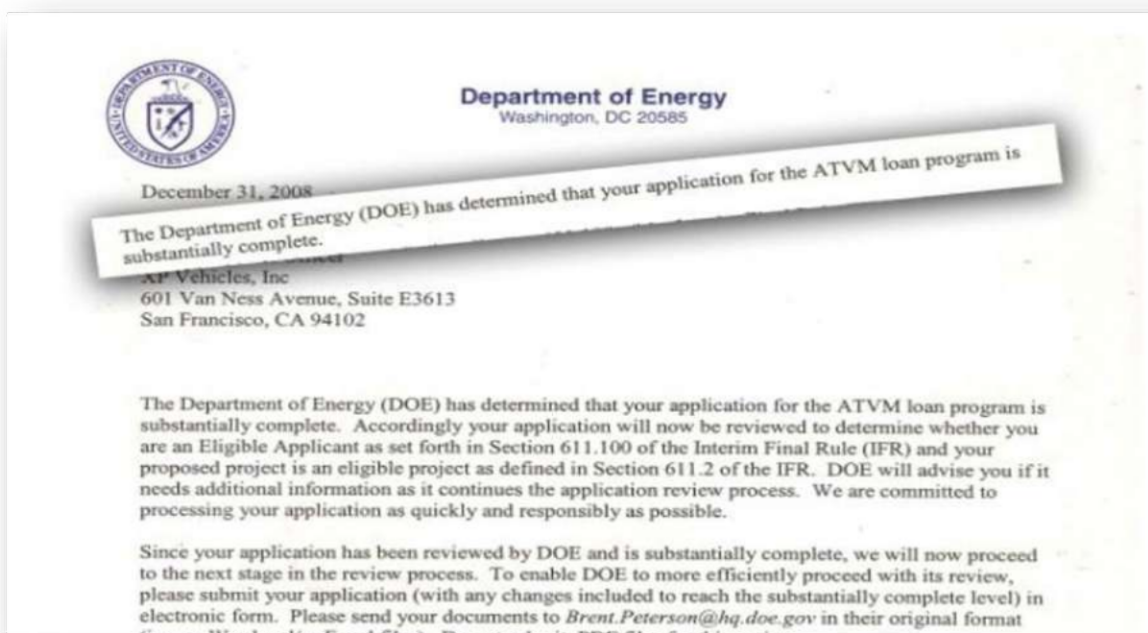 DEPARTMENT OF ENERGY
UNITED STATES OF AMERICA
Department of Energy
Washington, DC 20585
December 31, 2008
The Department of Energy (DOE) has determined that your application for the ATVM loan program is
substantially complete.
XP Vehicles, Inc
601 Van Ness Avenue, Suite E3613
San Francisco, CA 94102
The Department of Energy (DOE) has determined that your application for the ATVM loan program is
substantially complete. Accordingly your application will now be reviewed to determine whether you
are an Eligible Applicant as set forth in Section 611.100 of the Interim Final Rule (IFR) and your
proposed project is an eligible project as defined in Section 611.2 of the IFR. DOE will advise you if it
needs additional information as it continues the application review process. We are committed to
processing your application as quickly and responsibly as possible.
Since your application has been reviewed by DOE and is substantially complete, we will now proceed
to the next stage in the review process. To enable DOE to more efficiently proceed with its review,
please submit your application (with any changes included to reach the substantially complete level) in
electronic form. Please send your documents to Brent.Peterson@hq.doe.gov in their original format